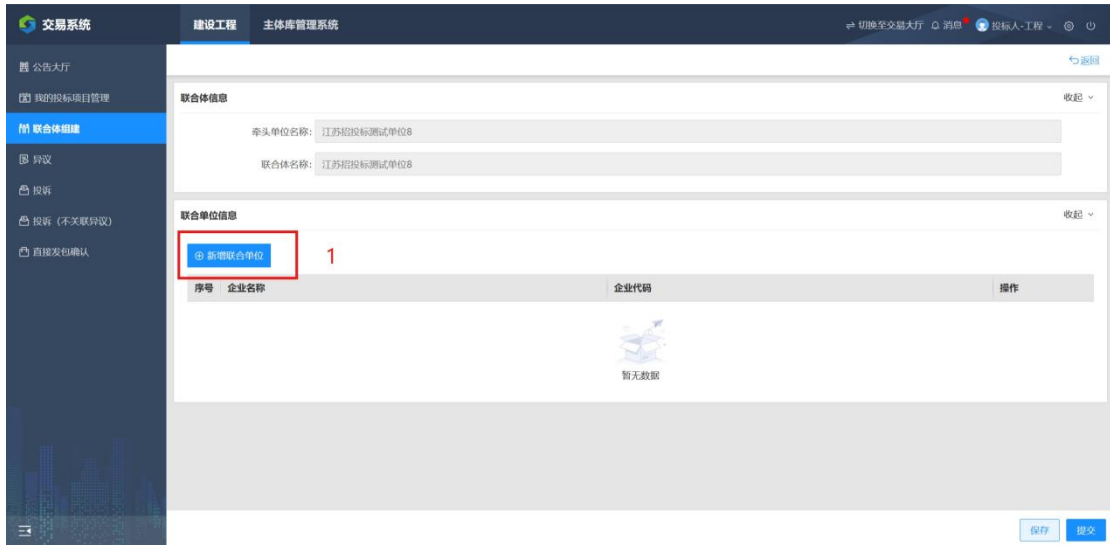 交易系统 建设工程 主体库管理系统 切换至交易大厅 消息 投标人-工程
公告大厅
返回
我的投标项目管理
联合体信息 收起
联合体组建
牵头单位名称: 江苏招投标测试单位8
异议
联合体名称: 江苏招投标测试单位8
投诉
投诉（不关联异议）
联合单位信息 收起
直接发包确认
新增联合单位 1
序号 企业名称 企业代码 操作
暂无数据
保存 提交